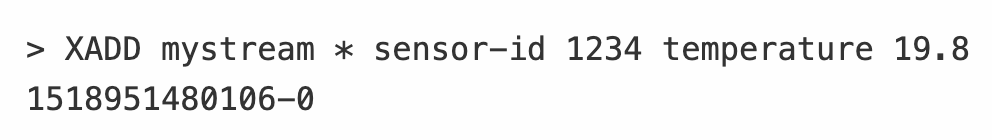 > XADD mystream * sensor-id 1234 temperature 19.8
1518951480106-0